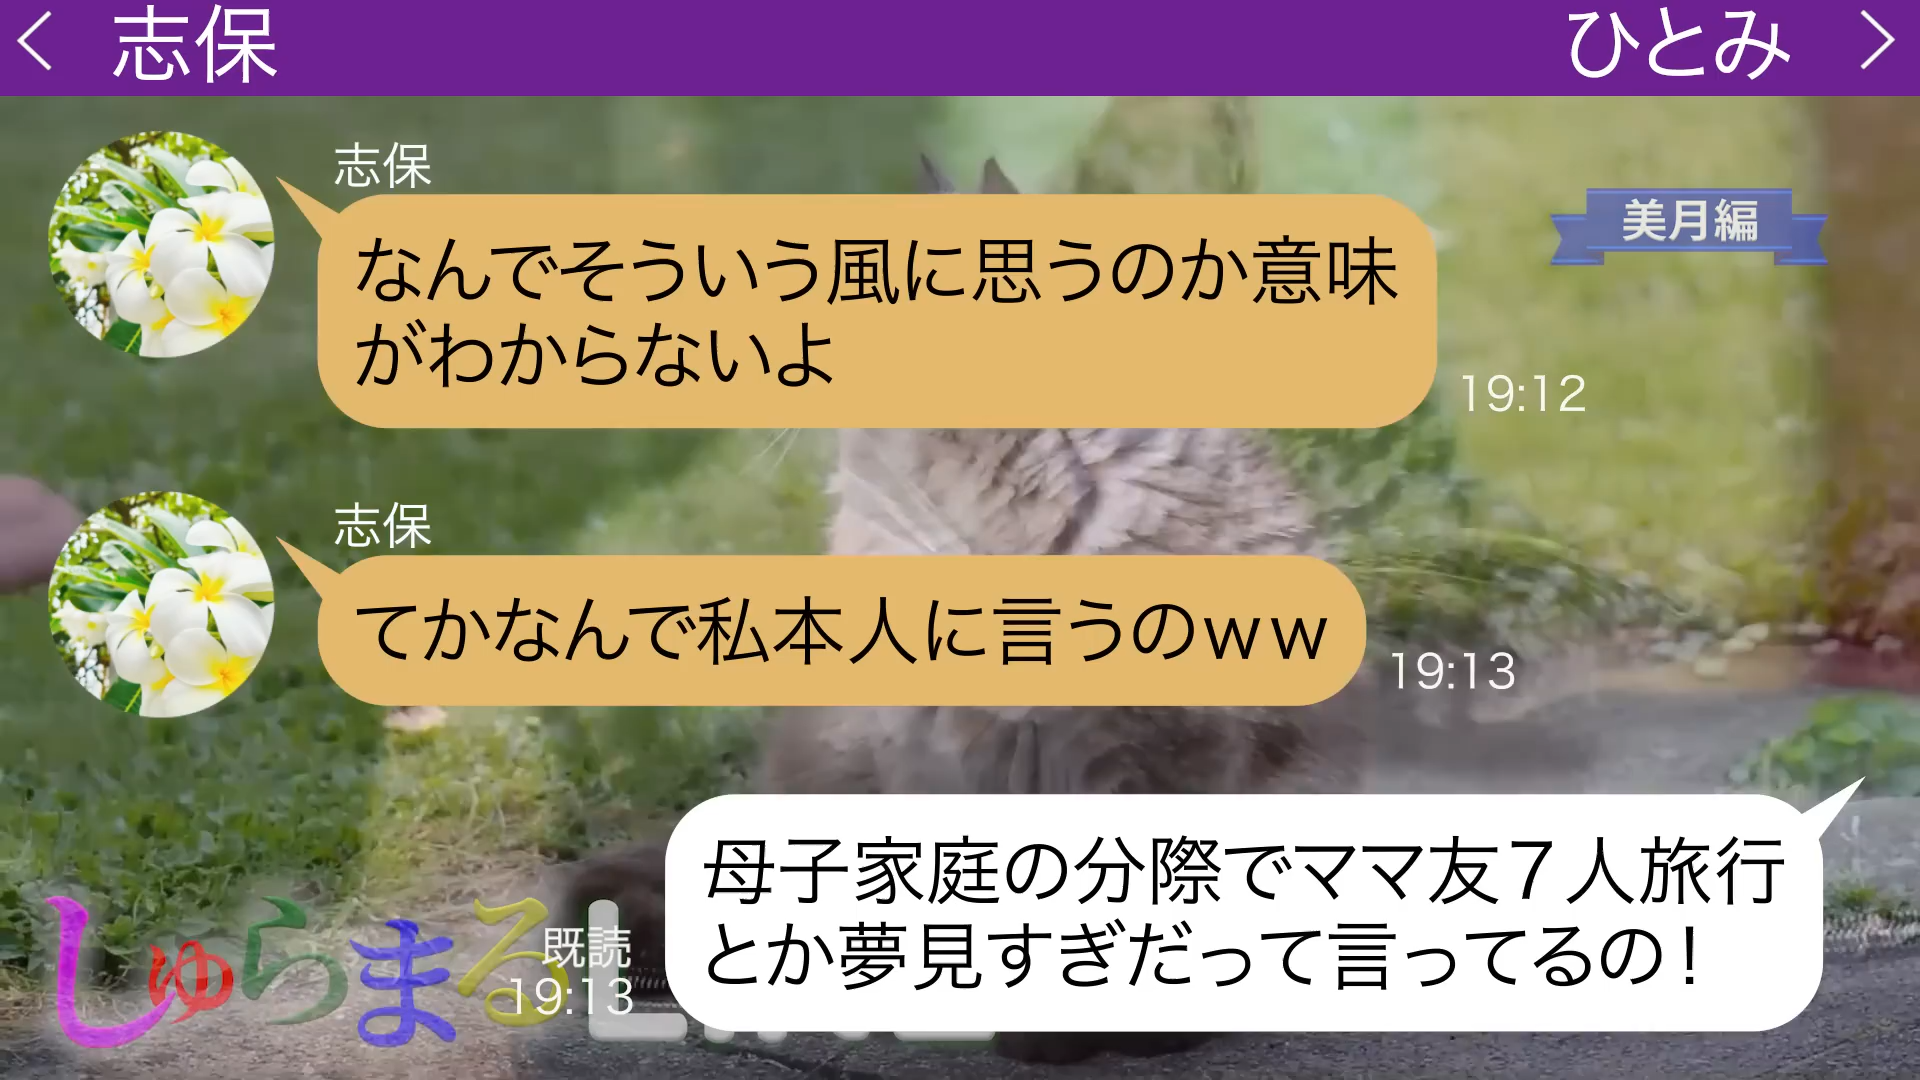 志保
ひとみ
志保
美月編
なんでそういう風に思うのか意味
がわからないよ
19:12
志保
てかなんで私本人に言うのｗｗ
19:13
母子家庭の分際でママ友７人旅行
とか夢見すぎだって言ってるの！
既読
19:13
しゅらまる